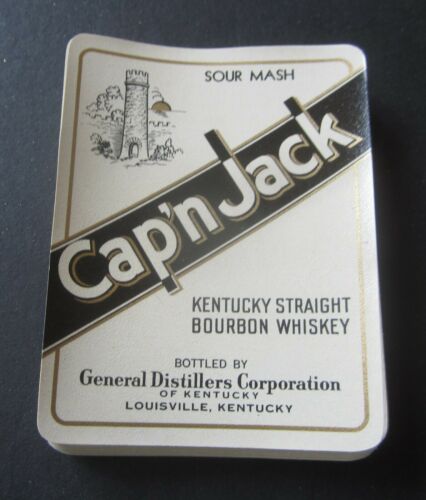 SOUR MASH
Cap'n Jack
KENTUCKY STRAIGHT
BOURBON WHISKEY
BOTTLED BY
General Distillers Corporation
OF KENTUCKY
LOUISVILLE, KENTUCKY